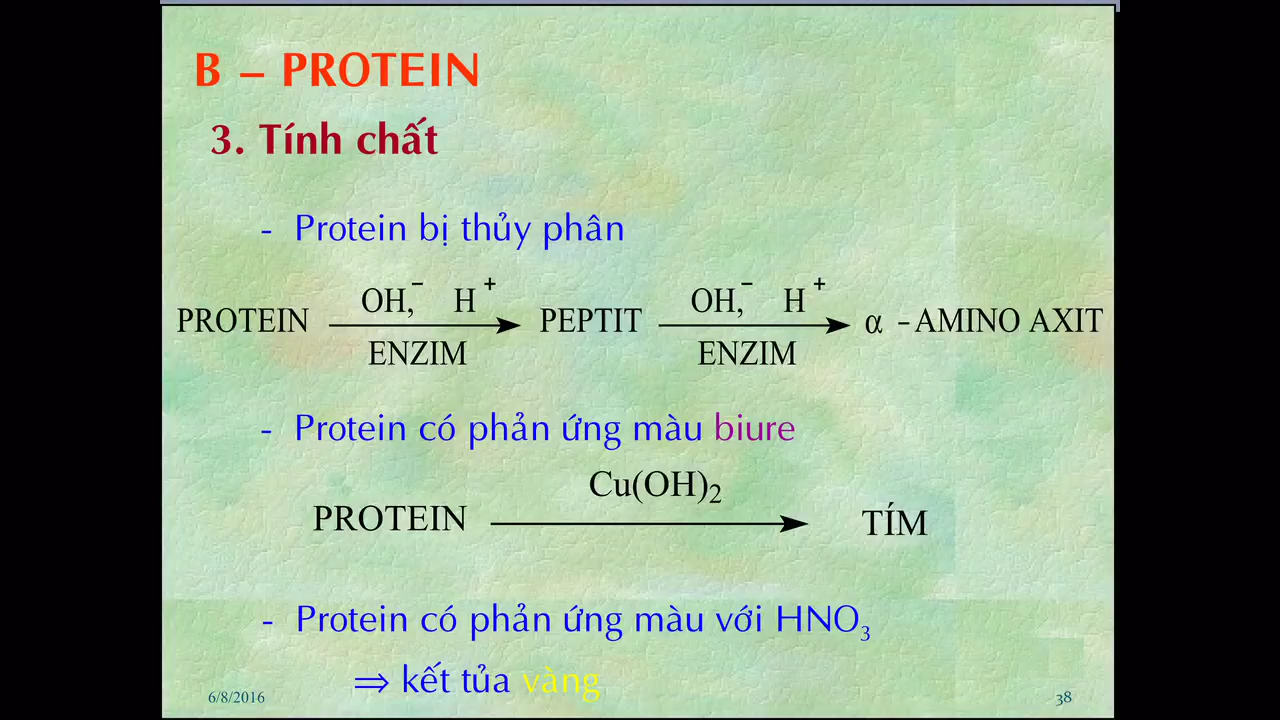 B – PROTEIN
3. Tính chất
- Protein bị thủy phân
OH,⁻ H⁺ OH,⁻ H⁺
PROTEIN PEPTIT α -AMINO AXIT
ENZIM ENZIM
- Protein có phản ứng màu biure
Cu(OH)₂
PROTEIN TÍM
- Protein có phản ứng màu với HNO₃
⇒ kết tủa vàng
6/8/2016 38